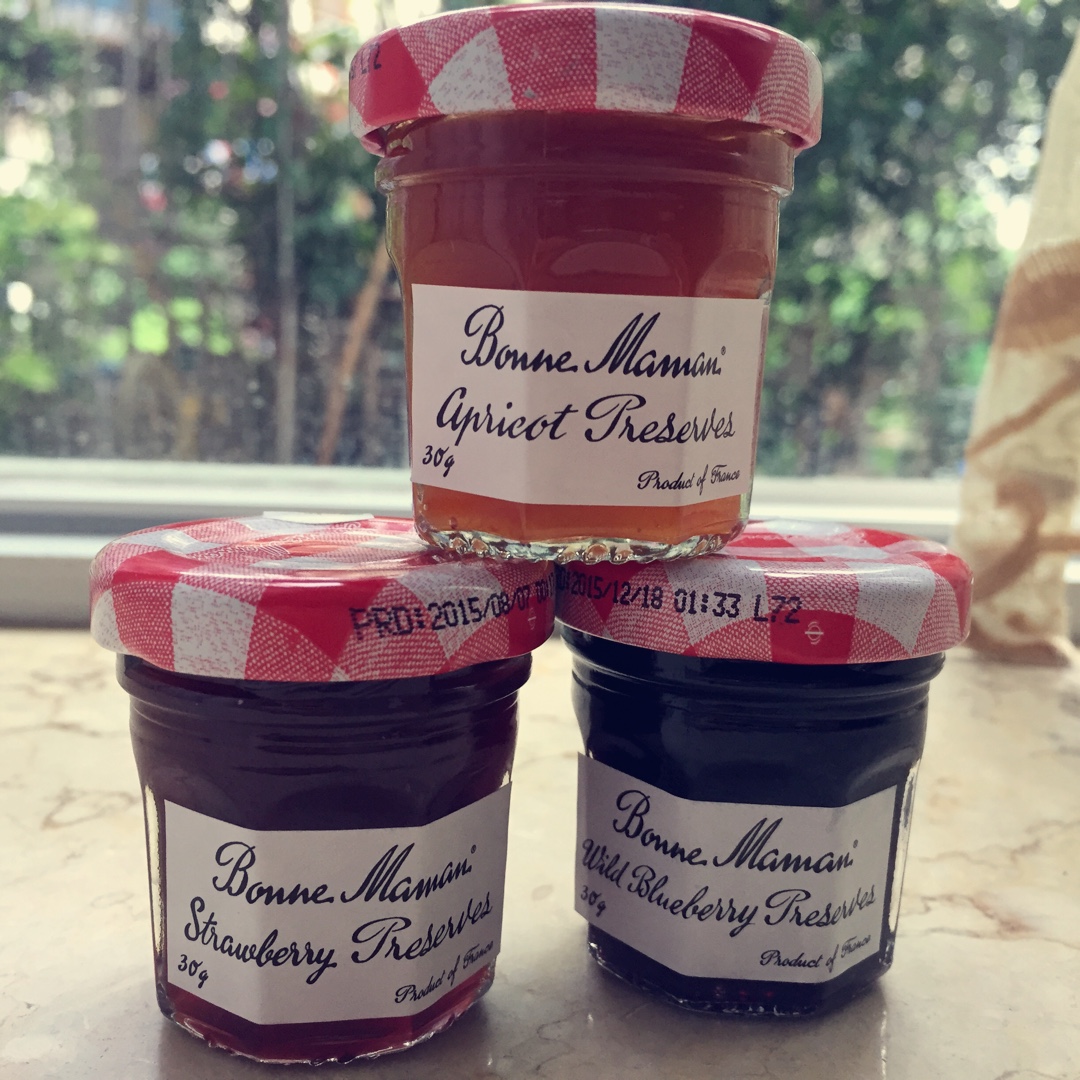 L72
Bonne Maman®
Apricot Preserves
30g
Product of France
PRD:2015/08/07
2015/12/18 01:33 L72
Bonne Maman®
Strawberry Preserves
30g
Product of France
Bonne Maman®
Wild Blueberry Preserves
30g
Product of France